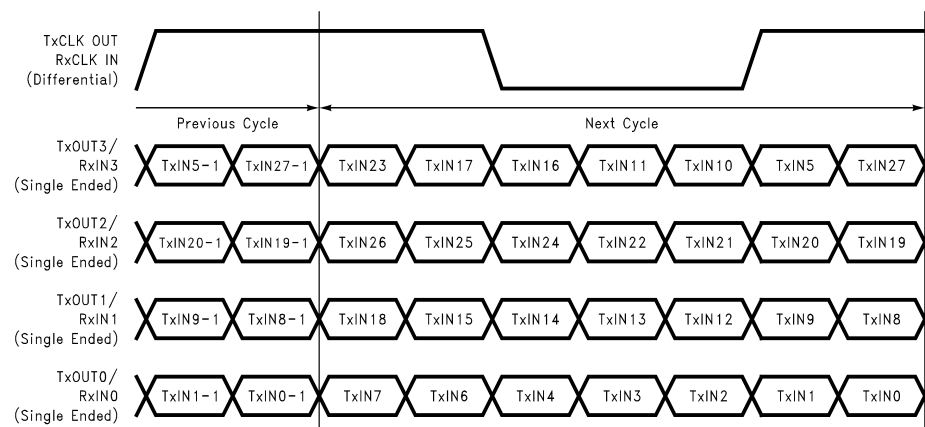 TxCLK OUT
RxCLK IN
(Differential)
Previous Cycle
Next Cycle
TxOUT3/
RxIN3
(Single Ended)
TxIN5-1 TxIN27-1 TxIN23 TxIN17 TxIN16 TxIN11 TxIN10 TxIN5 TxIN27
TxOUT2/
RxIN2
(Single Ended)
TxIN20-1 TxIN19-1 TxIN26 TxIN25 TxIN24 TxIN22 TxIN21 TxIN20 TxIN19
TxOUT1/
RxIN1
(Single Ended)
TxIN9-1 TxIN8-1 TxIN18 TxIN15 TxIN14 TxIN13 TxIN12 TxIN9 TxIN8
TxOUT0/
RxIN0
(Single Ended)
TxIN1-1 TxIN0-1 TxIN7 TxIN6 TxIN4 TxIN3 TxIN2 TxIN1 TxIN0